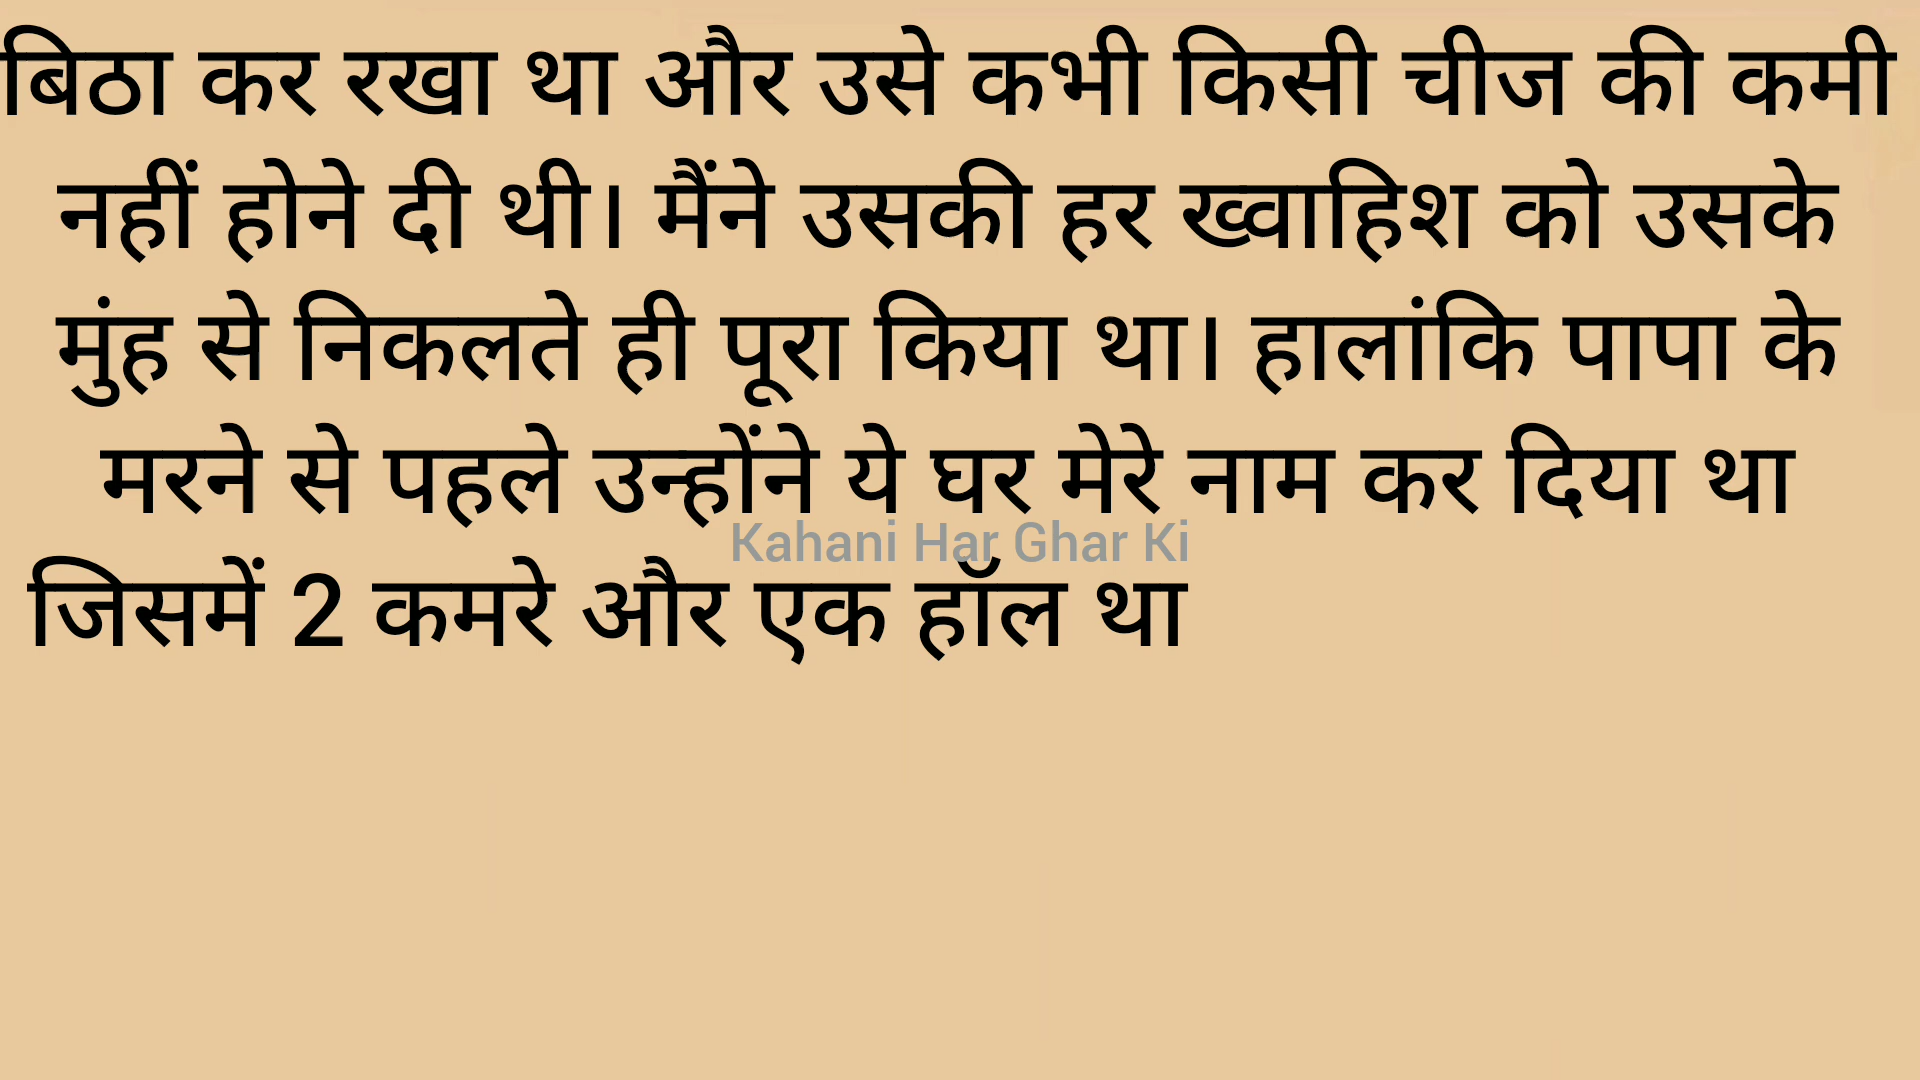 बिठा कर रखा था और उसे कभी किसी चीज की कमी
नहीं होने दी थी। मैंने उसकी हर ख्वाहिश को उसके
मुंह से निकलते ही पूरा किया था। हालांकि पापा के
मरने से पहले उन्होंने ये घर मेरे नाम कर दिया था
Kahani Har Ghar Ki
जिसमें 2 कमरे और एक हॉल था